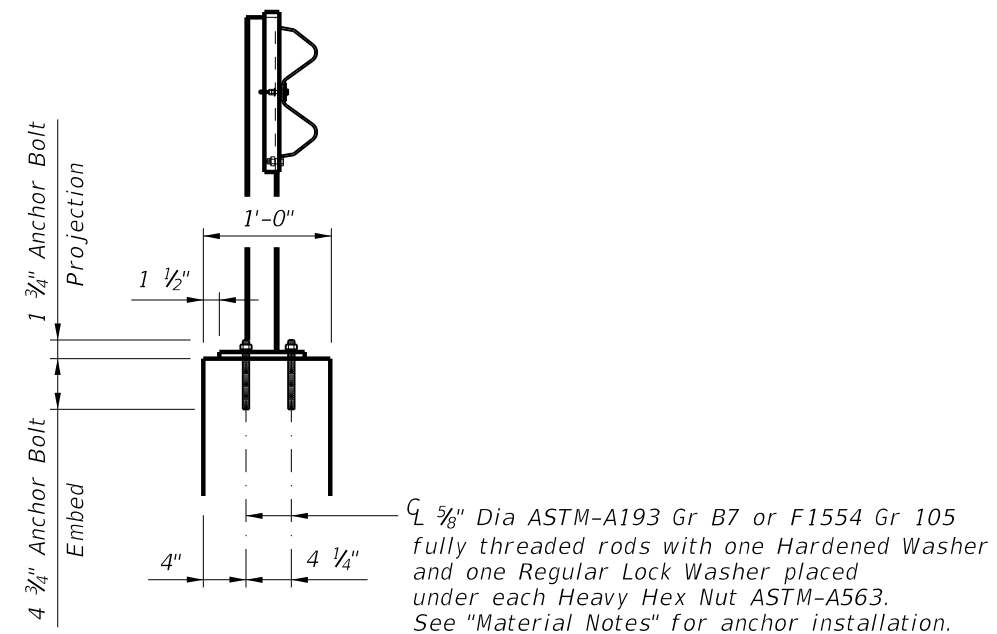 1 3/4" Anchor Bolt
Projection
1'-0"
1 1/2"
4 3/4" Anchor Bolt
Embed
4"
4 1/4"
℄ 5/8" Dia ASTM-A193 Gr B7 or F1554 Gr 105
fully threaded rods with one Hardened Washer
and one Regular Lock Washer placed
under each Heavy Hex Nut ASTM-A563.
See "Material Notes" for anchor installation.